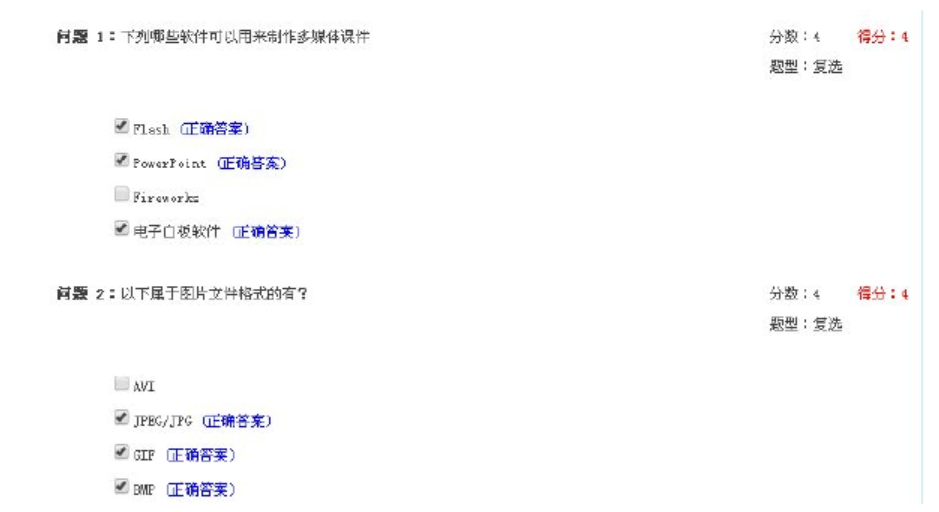 问题 1：下列哪些软件可以用来制作多媒体课件 分数：4 得分：4
题型：复选
Flash (正确答案)
PowerPoint (正确答案)
Fireworks
电子白板软件 (正确答案)
问题 2：以下属于图片文件格式的有？ 分数：4 得分：4
题型：复选
AVI
JPEG/JPG (正确答案)
GIF (正确答案)
BMP (正确答案)